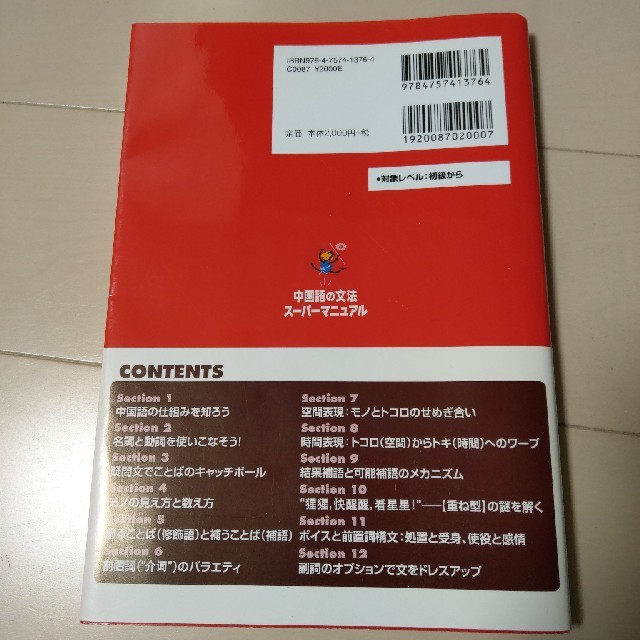 ISBN978-4-7574-1376-4
C0087 ¥2000E
9784757413764
定価 本体2,000円+税
1920087020007
•対象レベル:初級から
中国語の文法
スーパーマニュアル
CONTENTS
Section 1
中国語の仕組みを知ろう
Section 2
名詞と動詞を使いこなそう!
Section 3
疑問文でことばのキャッチボール
Section 4
モノの見え方と数え方
Section 5
飾ることば(修飾語)と補うことば(補語)
Section 6
前置詞(“介词”)のバラエティ
Section 7
空間表現:モノとトコロのせめぎ合い
Section 8
時間表現:トコロ(空間)からトキ(時間)へのワープ
Section 9
結果補語と可能補語のメカニズム
Section 10
“猩猩,快醒醒,看星星!”——【重ね型】の謎を解く
Section 11
ボイスと前置詞構文:処置と受身、使役と感情
Section 12
副詞のオプションで文をドレスアップ